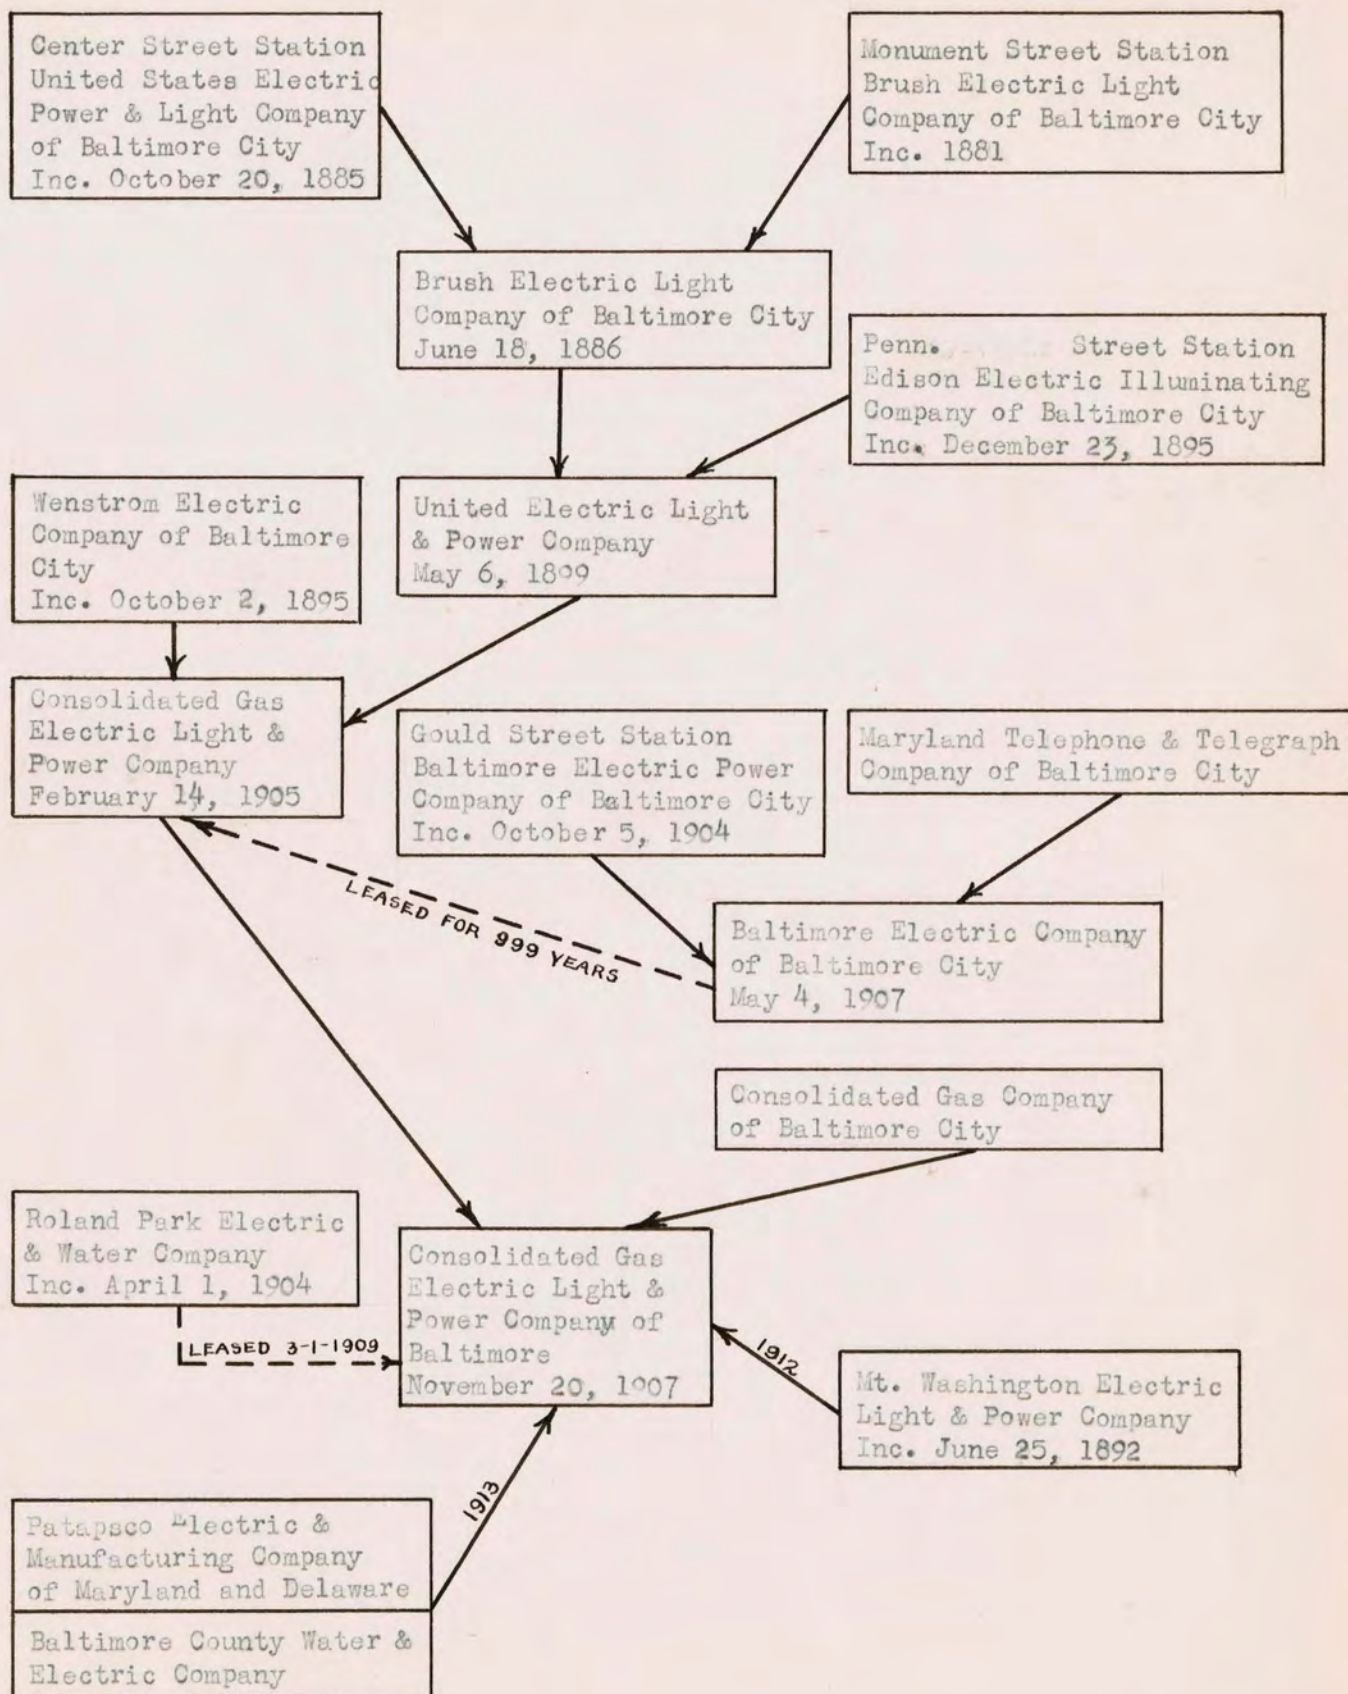 Center Street Station
United States Electric
Power & Light Company
of Baltimore City
Inc. October 20, 1885
Monument Street Station
Brush Electric Light
Company of Baltimore City
Inc. 1881
Brush Electric Light
Company of Baltimore City
June 18, 1886
Penn. Street Station
Edison Electric Illuminating
Company of Baltimore City
Inc. December 23, 1895
Wenstrom Electric
Company of Baltimore
City
Inc. October 2, 1895
United Electric Light
& Power Company
May 6, 1899
Consolidated Gas
Electric Light &
Power Company
February 14, 1905
Gould Street Station
Baltimore Electric Power
Company of Baltimore City
Inc. October 5, 1904
Maryland Telephone & Telegraph
Company of Baltimore City
LEASED FOR 999 YEARS
Baltimore Electric Company
of Baltimore City
May 4, 1907
Consolidated Gas Company
of Baltimore City
Roland Park Electric
& Water Company
Inc. April 1, 1904
LEASED 3-1-1909
Consolidated Gas
Electric Light &
Power Company of
Baltimore
November 20, 1907
1912
Mt. Washington Electric
Light & Power Company
Inc. June 25, 1892
1913
Patapsco Electric &
Manufacturing Company
of Maryland and Delaware
Baltimore County Water &
Electric Company